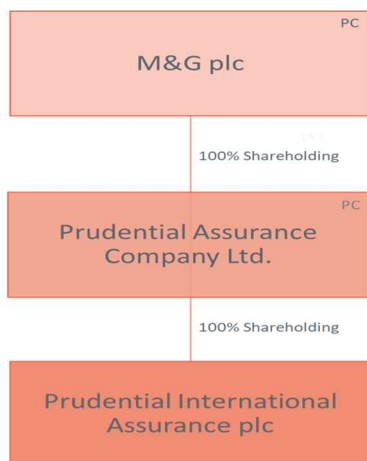 PC
M&G plc
100% Shareholding
PC
Prudential Assurance
Company Ltd.
100% Shareholding
Prudential International
Assurance plc